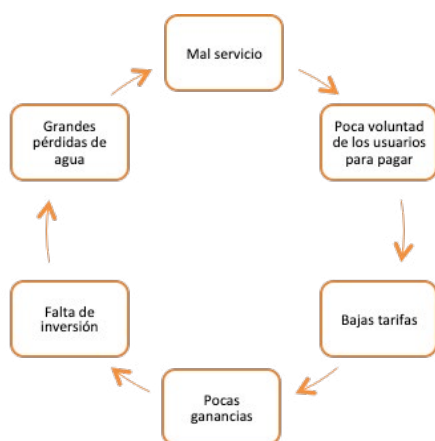 Mal servicio
Poca voluntad
de los usuarios
para pagar
Bajas tarifas
Pocas
ganancias
Falta de
inversión
Grandes
pérdidas de
agua